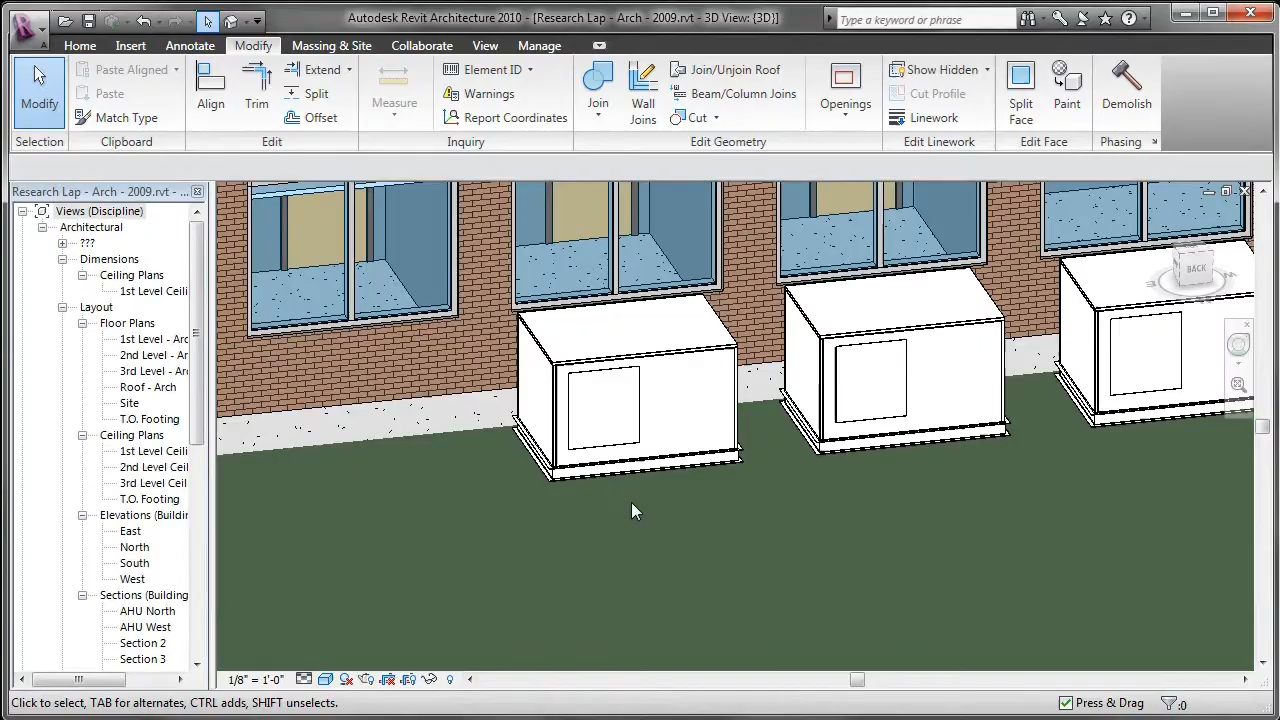 Autodesk Revit Architecture 2010 - [Research Lap - Arch - 2009.rvt - 3D View: {3D}]
Type a keyword or phrase
Home Insert Annotate Modify Massing & Site Collaborate View Manage
Modify
Paste Aligned
Paste
Match Type
Align
Trim
Extend
Split
Offset
Measure
Element ID
Warnings
Report Coordinates
Join
Wall Joins
Join/Unjoin Roof
Beam/Column Joins
Cut
Openings
Show Hidden
Cut Profile
Linework
Split Face
Paint
Demolish
Selection Clipboard Edit Inquiry Edit Geometry Edit Linework Edit Face Phasing
Research Lap - Arch - 2009.rvt - ...
Views (Discipline)
Architectural
???
Dimensions
Ceiling Plans
1st Level Ceili
Layout
Floor Plans
1st Level - Ar
2nd Level - Ar
3rd Level - Ar
Roof - Arch
Site
T.O. Footing
Ceiling Plans
1st Level Ceil
2nd Level Ceil
3rd Level Ceil
T.O. Footing
Elevations (Building
East
North
South
West
Sections (Building
AHU North
AHU West
Section 2
Section 3
BACK
1/8" = 1'-0"
Click to select, TAB for alternates, CTRL adds, SHIFT unselects.
Press & Drag
:0